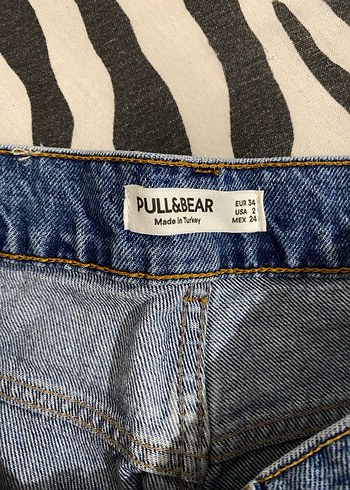 PULL&BEAR
Made in Turkey
EUR 34
USA 2
MEX 24